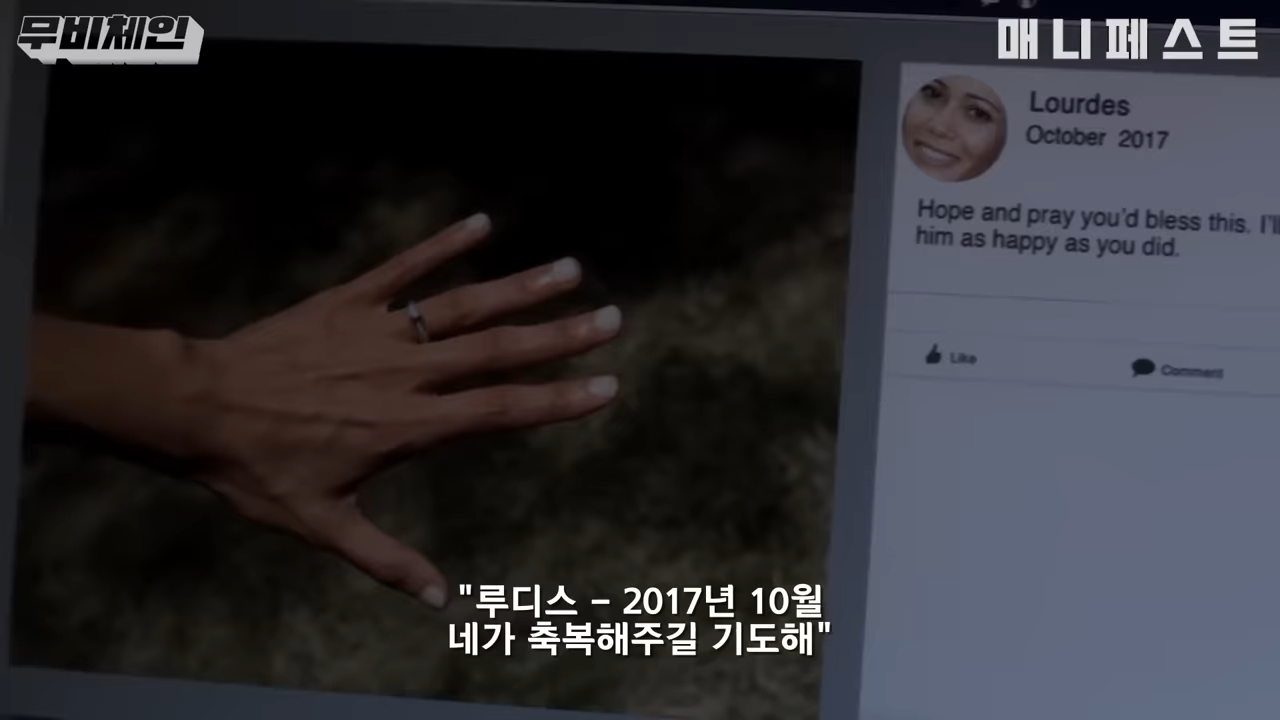 무비체인
매니페스트
Lourdes
October 2017
Hope and pray you'd bless this. I'll
him as happy as you did.
Like
Comment
"루디스 - 2017년 10월
네가 축복해주길 기도해"